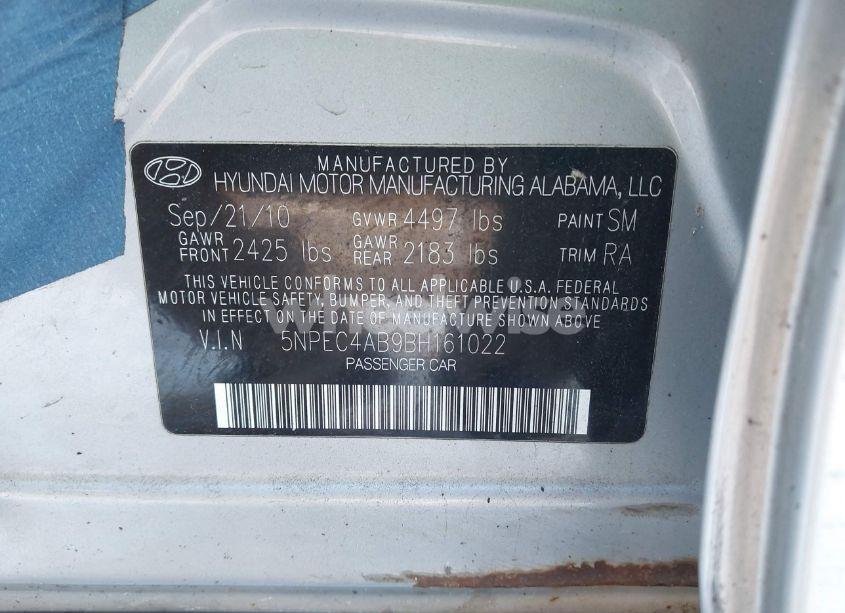 MANUFACTURED BY
HYUNDAI MOTOR MANUFACTURING ALABAMA, LLC
Sep/21/10 GVWR 4497 lbs PAINT SM
GAWR FRONT 2425 lbs GAWR REAR 2183 lbs TRIM RA
THIS VEHICLE CONFORMS TO ALL APPLICABLE U.S.A. FEDERAL
MOTOR VEHICLE SAFETY, BUMPER, AND THEFT PREVENTION STANDARDS
IN EFFECT ON THE DATE OF MANUFACTURE SHOWN ABOVE
V.I.N 5NPEC4AB9BH161022
PASSENGER CAR